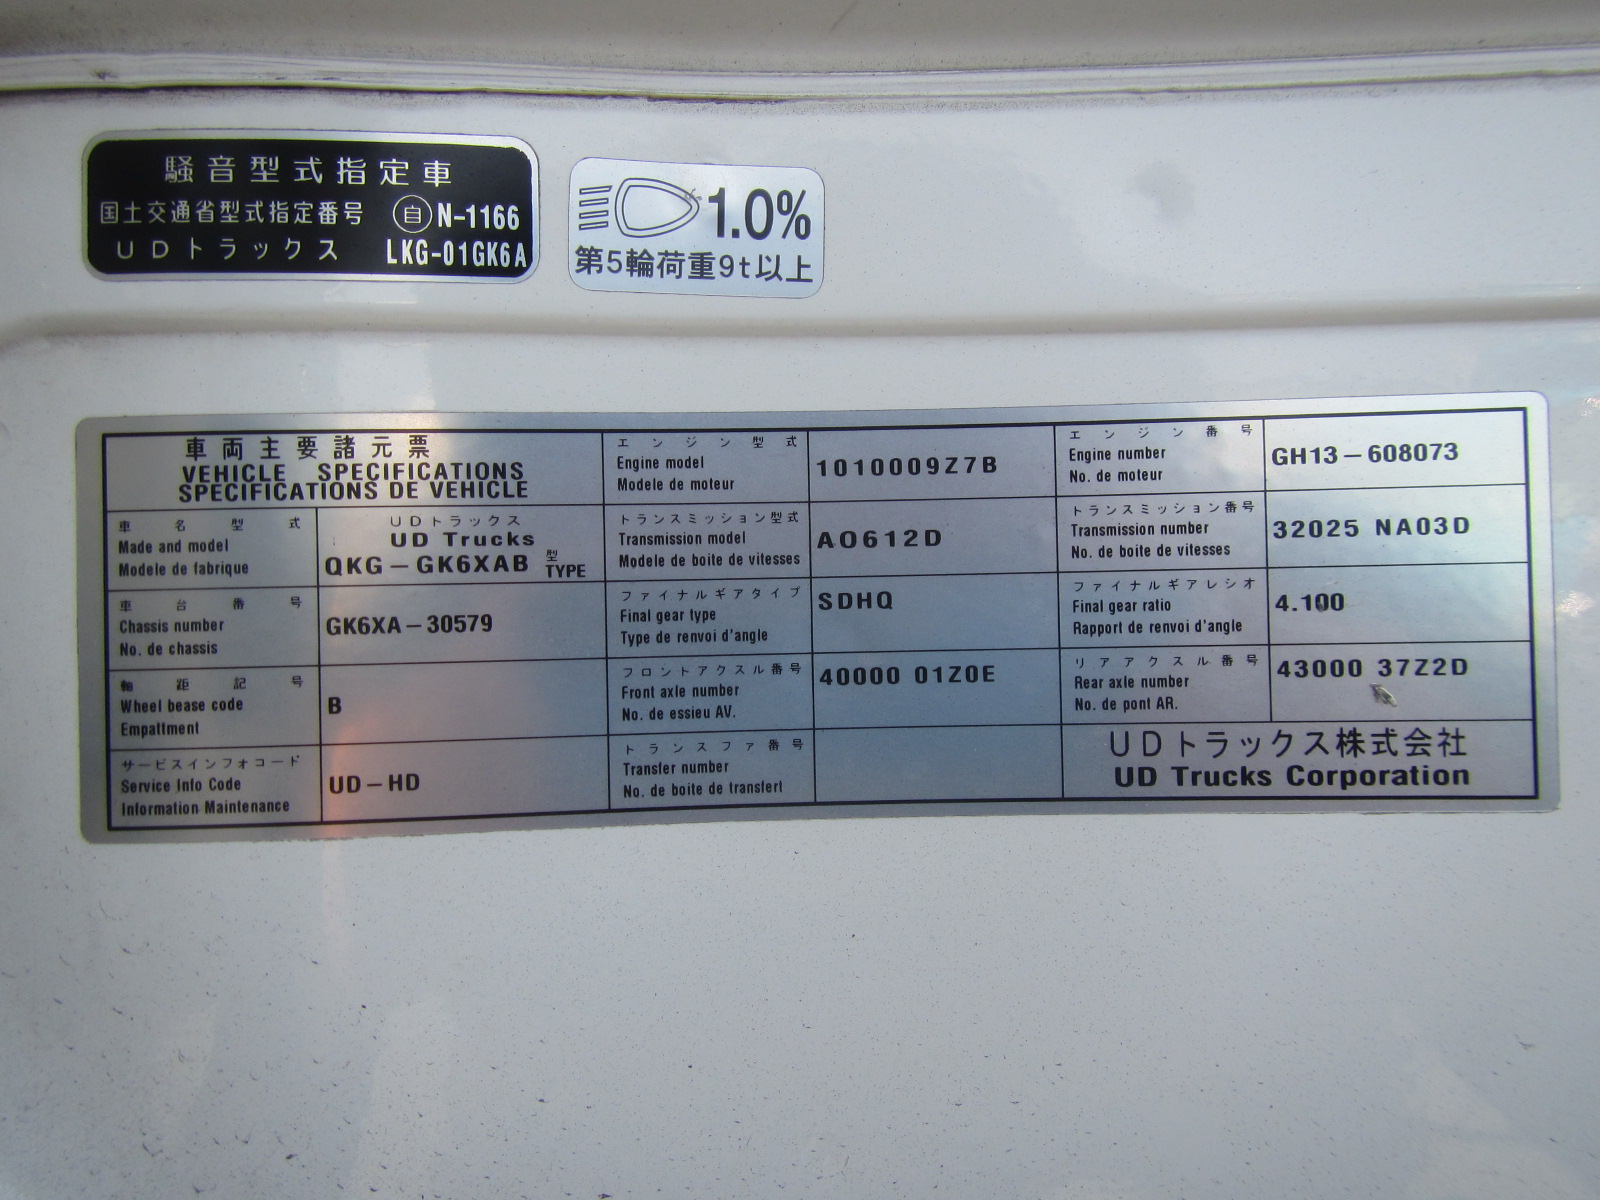 騒音型式指定車
国土交通省型式指定番号 自 N-1166
UDトラックス LKG-01GK6A
1.0%
第5輪荷重9t以上
車両主要諸元票
VEHICLE SPECIFICATIONS
SPECIFICATIONS DE VEHICLE
エンジン型式
Engine model
Modele de moteur
1010009Z7B
エンジン番号
Engine number
No. de moteur
GH13-608073
車名型式
Made and model
Modele de fabrique
UDトラックス
UD Trucks
QKG-GK6XAB 型 TYPE
トランスミッション型式
Transmission model
Modele de boite de vitesses
AO612D
トランスミッション番号
Transmission number
No. de boite de vitesses
32025 NA03D
車台番号
Chassis number
No. de chassis
GK6XA-30579
ファイナルギアタイプ
Final gear type
Type de renvoi d'angle
SDHQ
ファイナルギアレシオ
Final gear ratio
Rapport de renvoi d'angle
4.100
軸距記号
Wheel bease code
Empattment
B
フロントアクスル番号
Front axle number
No. de essieu AV.
40000 01Z0E
リアアクスル番号
Rear axle number
No. de pont AR.
43000 37Z2D
サービスインフォコード
Service Info Code
Information Maintenance
UD-HD
トランスファ番号
Transfer number
No. de boite de transfert
UDトラックス株式会社
UD Trucks Corporation